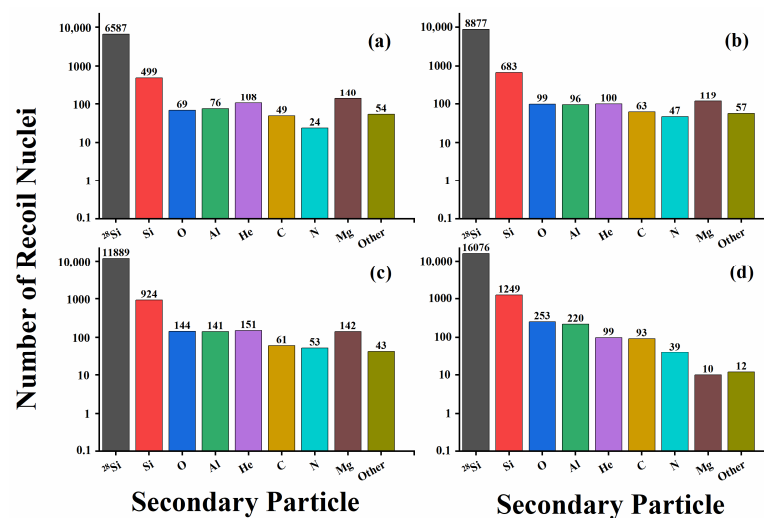 Number of Recoil Nuclei
(a)
10,000
1000
100
10
1
0.1
6587
499
69
76
108
49
24
140
54
²⁸Si
Si
O
Al
He
C
N
Mg
Other
(b)
10,000
1000
100
10
1
0.1
8877
683
99
96
100
63
47
119
57
²⁸Si
Si
O
Al
He
C
N
Mg
Other
(c)
10,000
1000
100
10
1
0.1
11889
924
144
141
151
61
53
142
43
²⁸Si
Si
O
Al
He
C
N
Mg
Other
(d)
10,000
1000
100
10
1
0.1
16076
1249
253
220
99
93
39
10
12
²⁸Si
Si
O
Al
He
C
N
Mg
Other
Secondary Particle
Secondary Particle